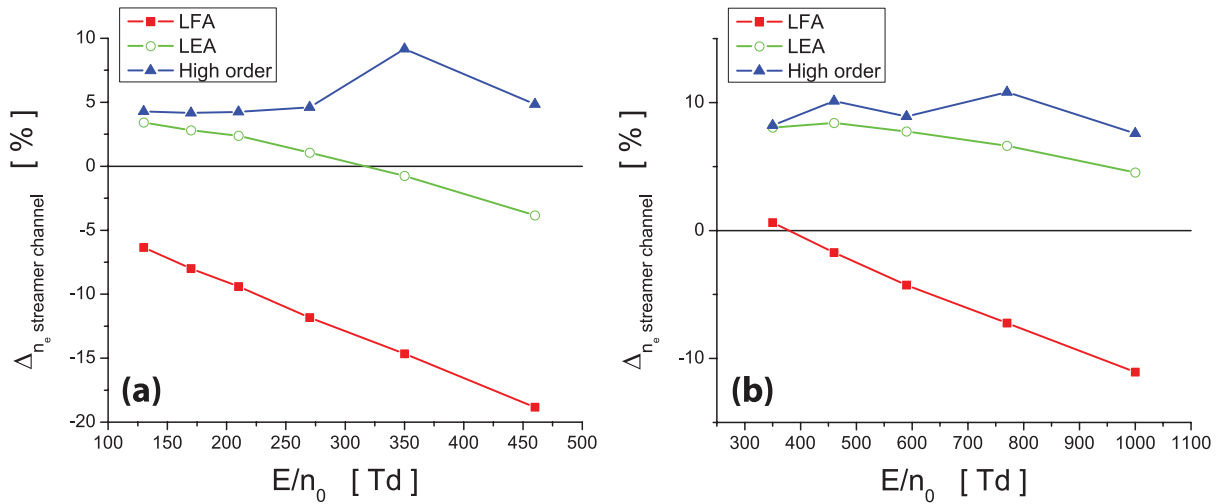 LFA
LEA
High order
10
5
0
-5
-10
-15
-20
Δnₑ streamer channel [ % ]
(a)
100 150 200 250 300 350 400 450 500
E/n₀ [ Td ]
LFA
LEA
High order
10
0
-10
Δnₑ streamer channel [ % ]
(b)
300 400 500 600 700 800 900 1000 1100
E/n₀ [ Td ]